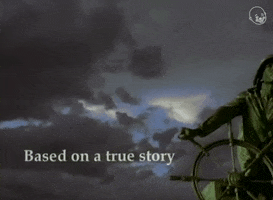 Based on a true story